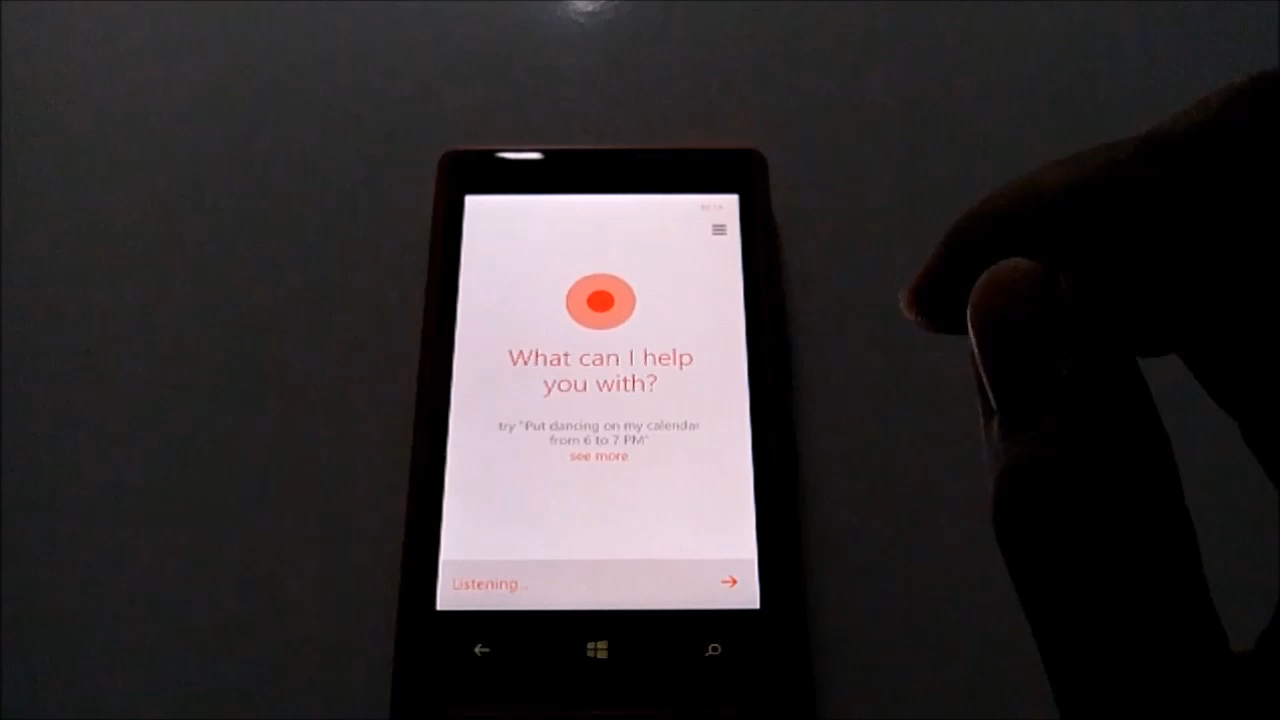 BETA
What can I help
you with?
try "Put dancing on my calendar
from 6 to 7 PM"
see more
Listening...